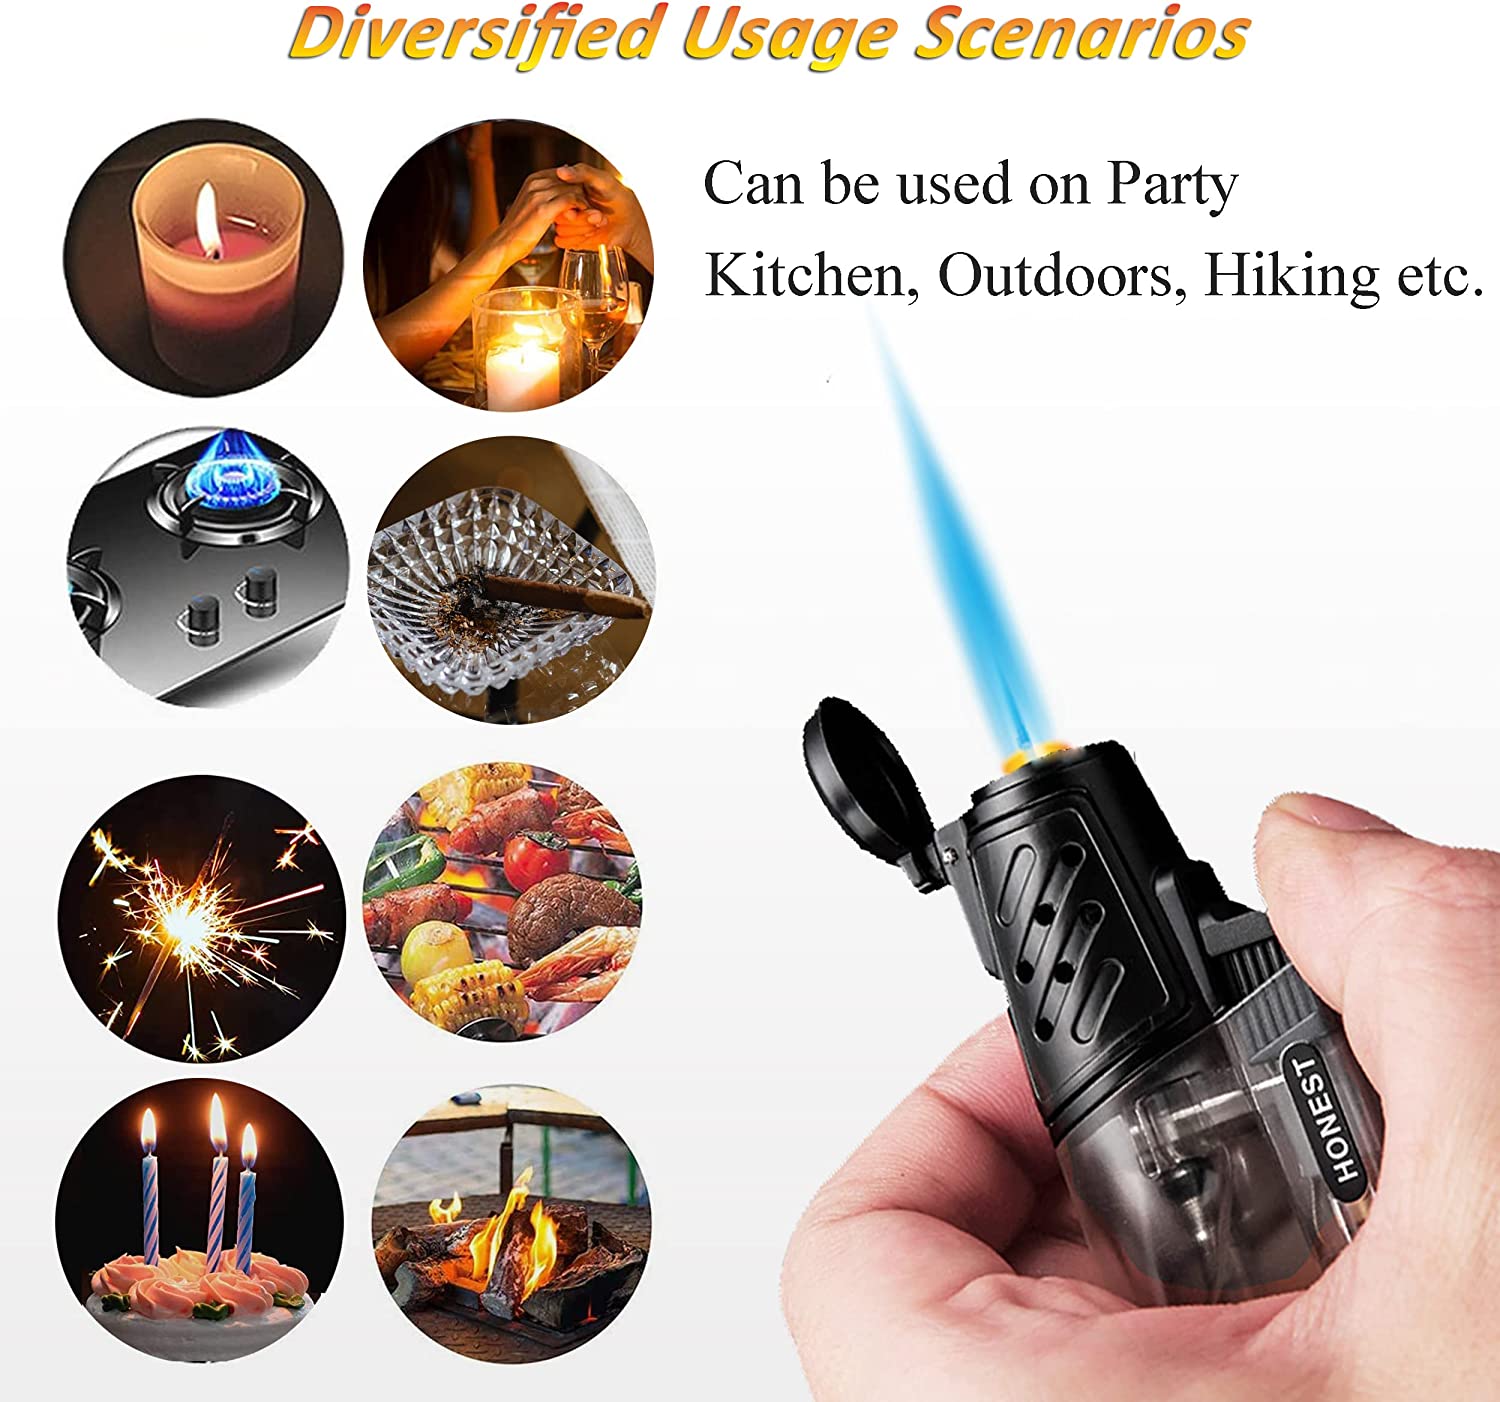 Diversified Usage Scenarios
Can be used on Party
Kitchen, Outdoors, Hiking etc.
HONEST